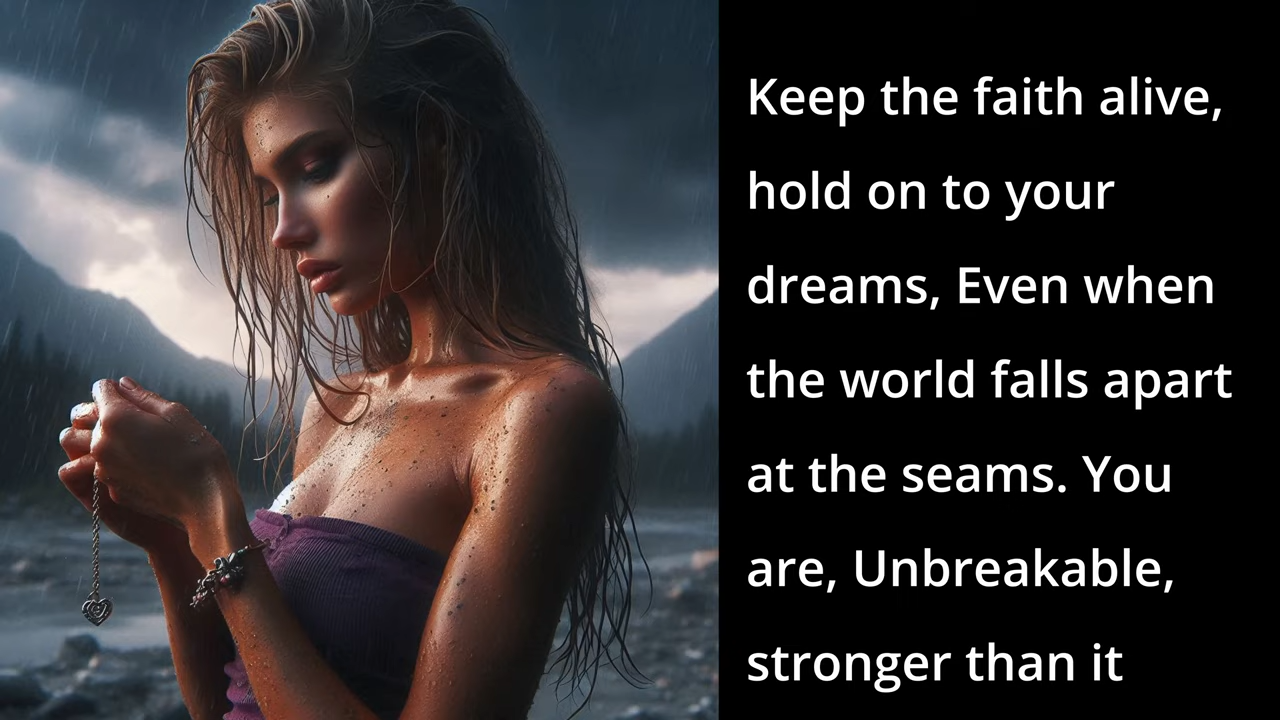 Keep the faith alive,
hold on to your
dreams, Even when
the world falls apart
at the seams. You
are, Unbreakable,
stronger than it